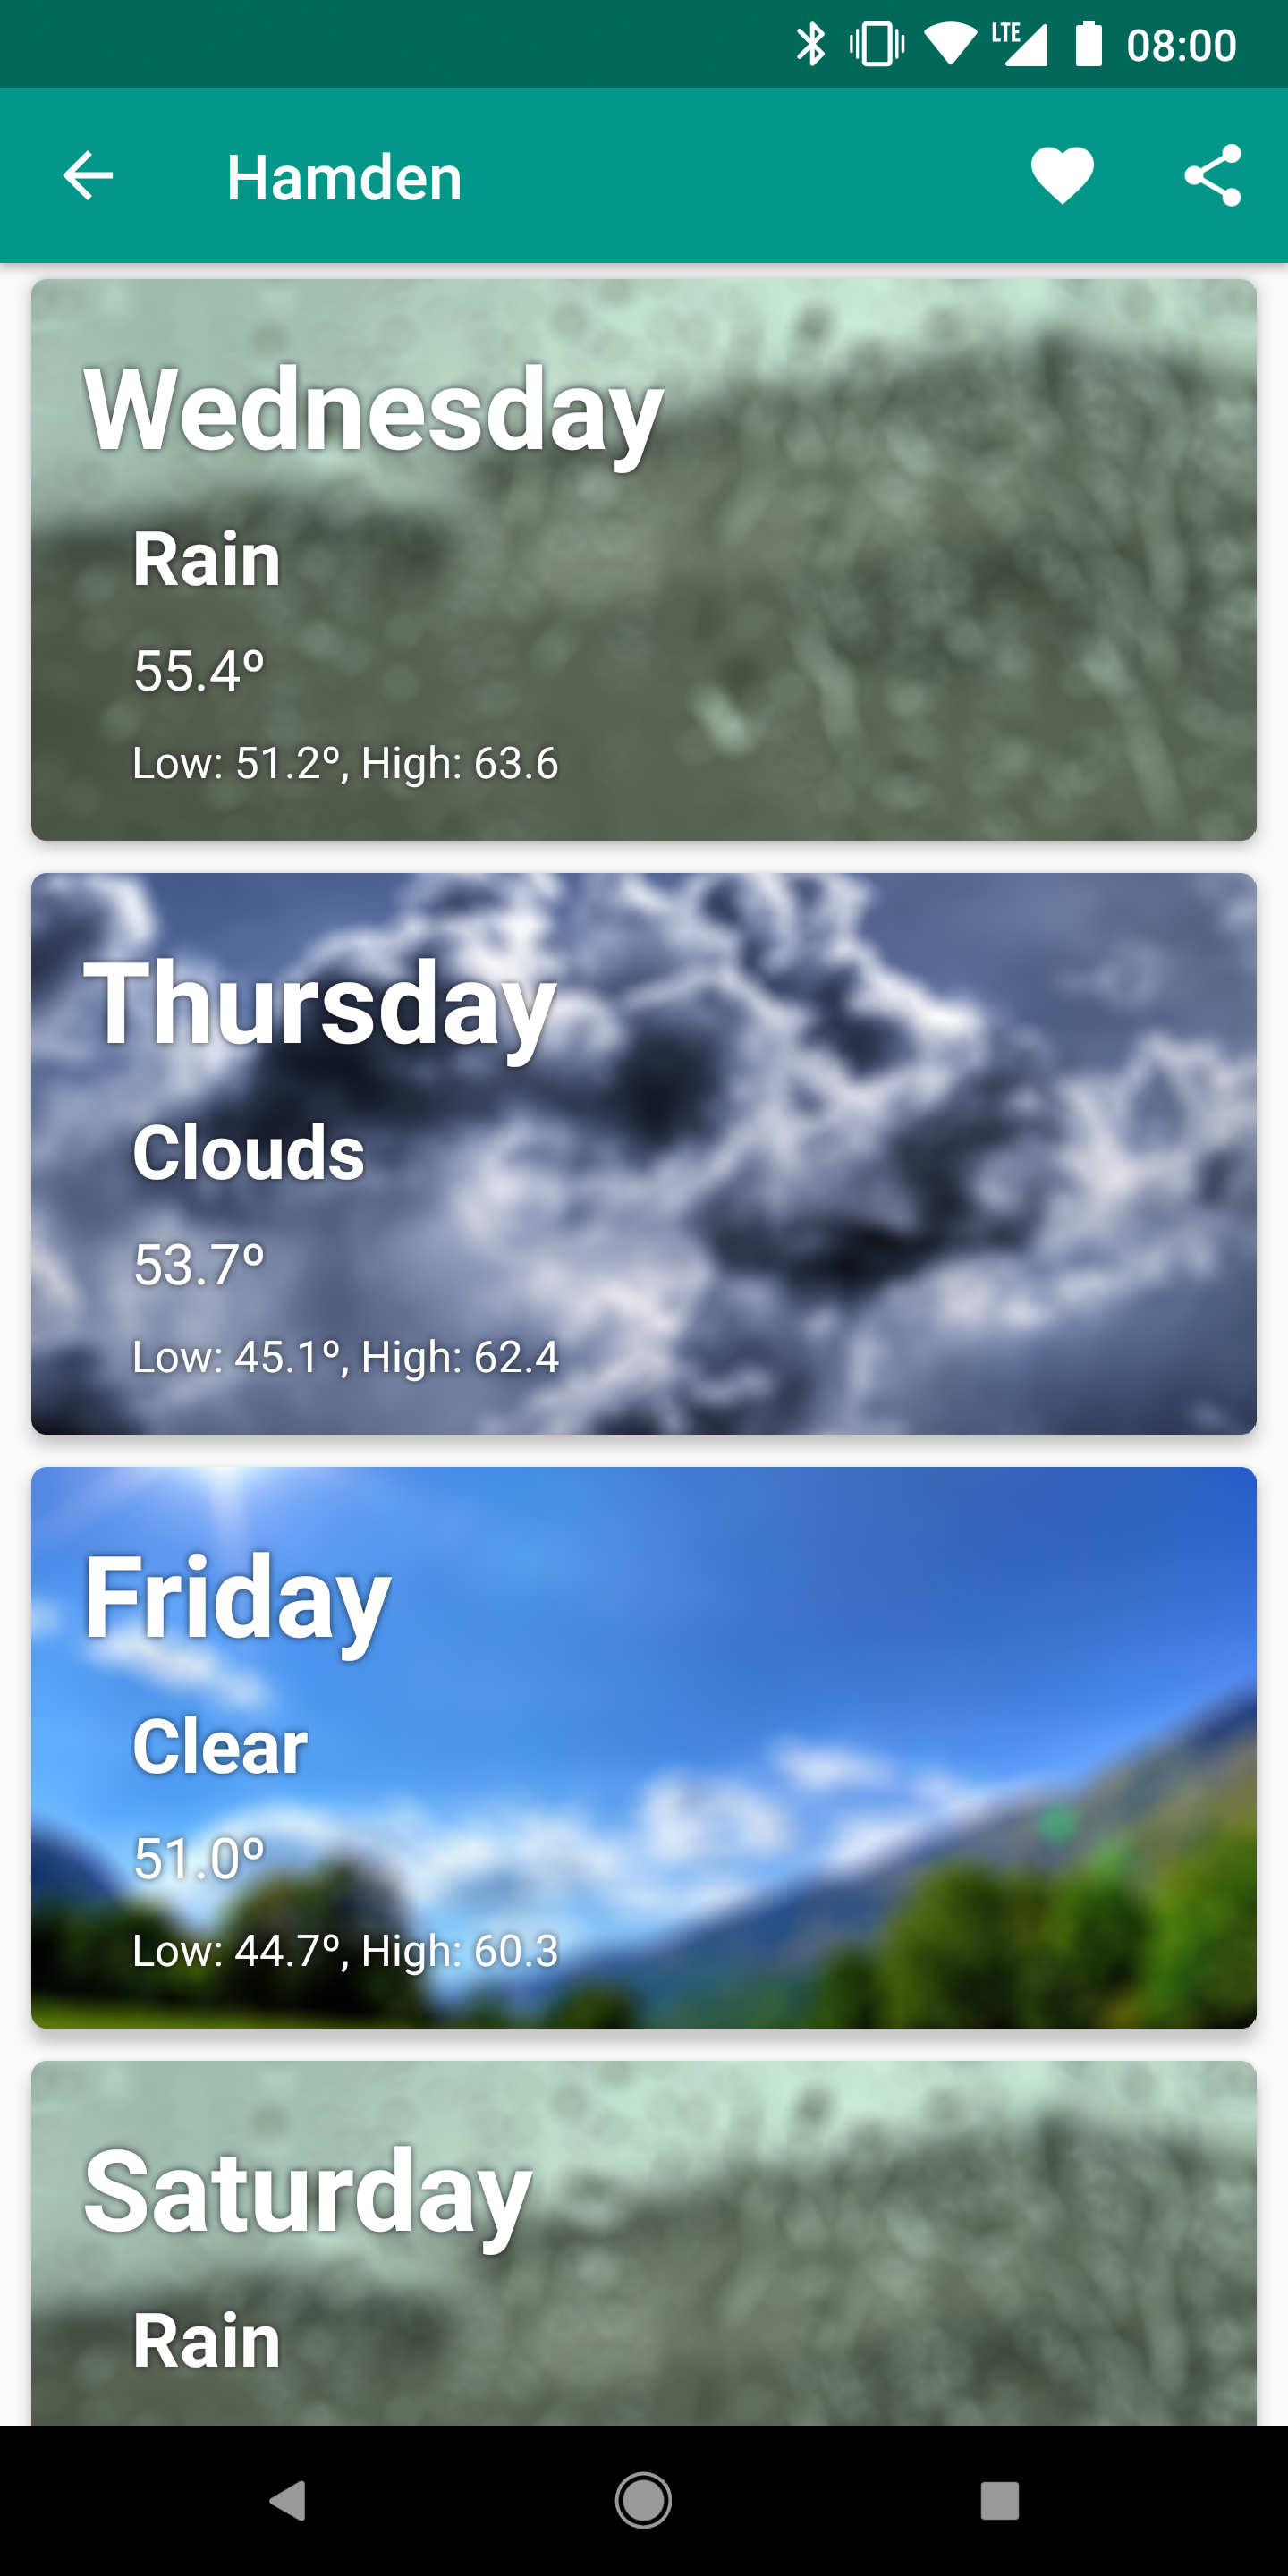 LTE 08:00
Hamden
Wednesday
Rain
55.4º
Low: 51.2º, High: 63.6
Thursday
Clouds
53.7º
Low: 45.1º, High: 62.4
Friday
Clear
51.0º
Low: 44.7º, High: 60.3
Saturday
Rain